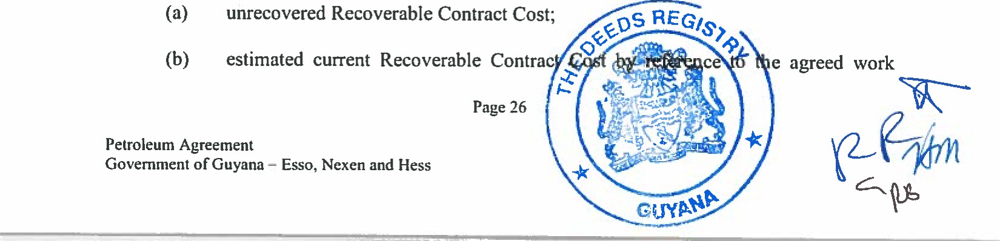 (a) unrecovered Recoverable Contract Cost;
(b) estimated current Recoverable Contract Cost by reference to the agreed work
Page 26
Petroleum Agreement
Government of Guyana – Esso, Nexen and Hess
THE DEEDS REGISTRY
GUYANA